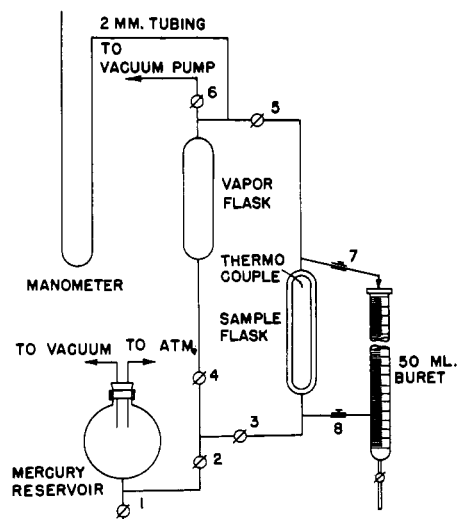 2 MM. TUBING
TO
VACUUM PUMP
6
5
VAPOR
FLASK
THERMO
COUPLE
7
MANOMETER
SAMPLE
FLASK
TO VACUUM TO ATM.
50 ML.
BURET
4
3
8
2
MERCURY
RESERVOIR
1